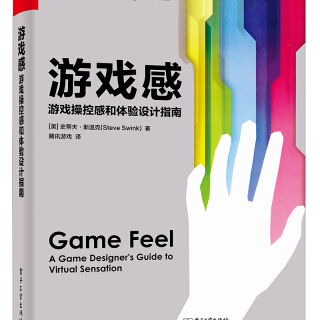 游戏感
游戏操控感和体验设计指南
[美] 史蒂夫·斯温克(Steve Swink) 著
腾讯游戏 译
Game Feel
A Game Designer's Guide to
Virtual Sensation
游戏感
游戏操控感和体验设计指南